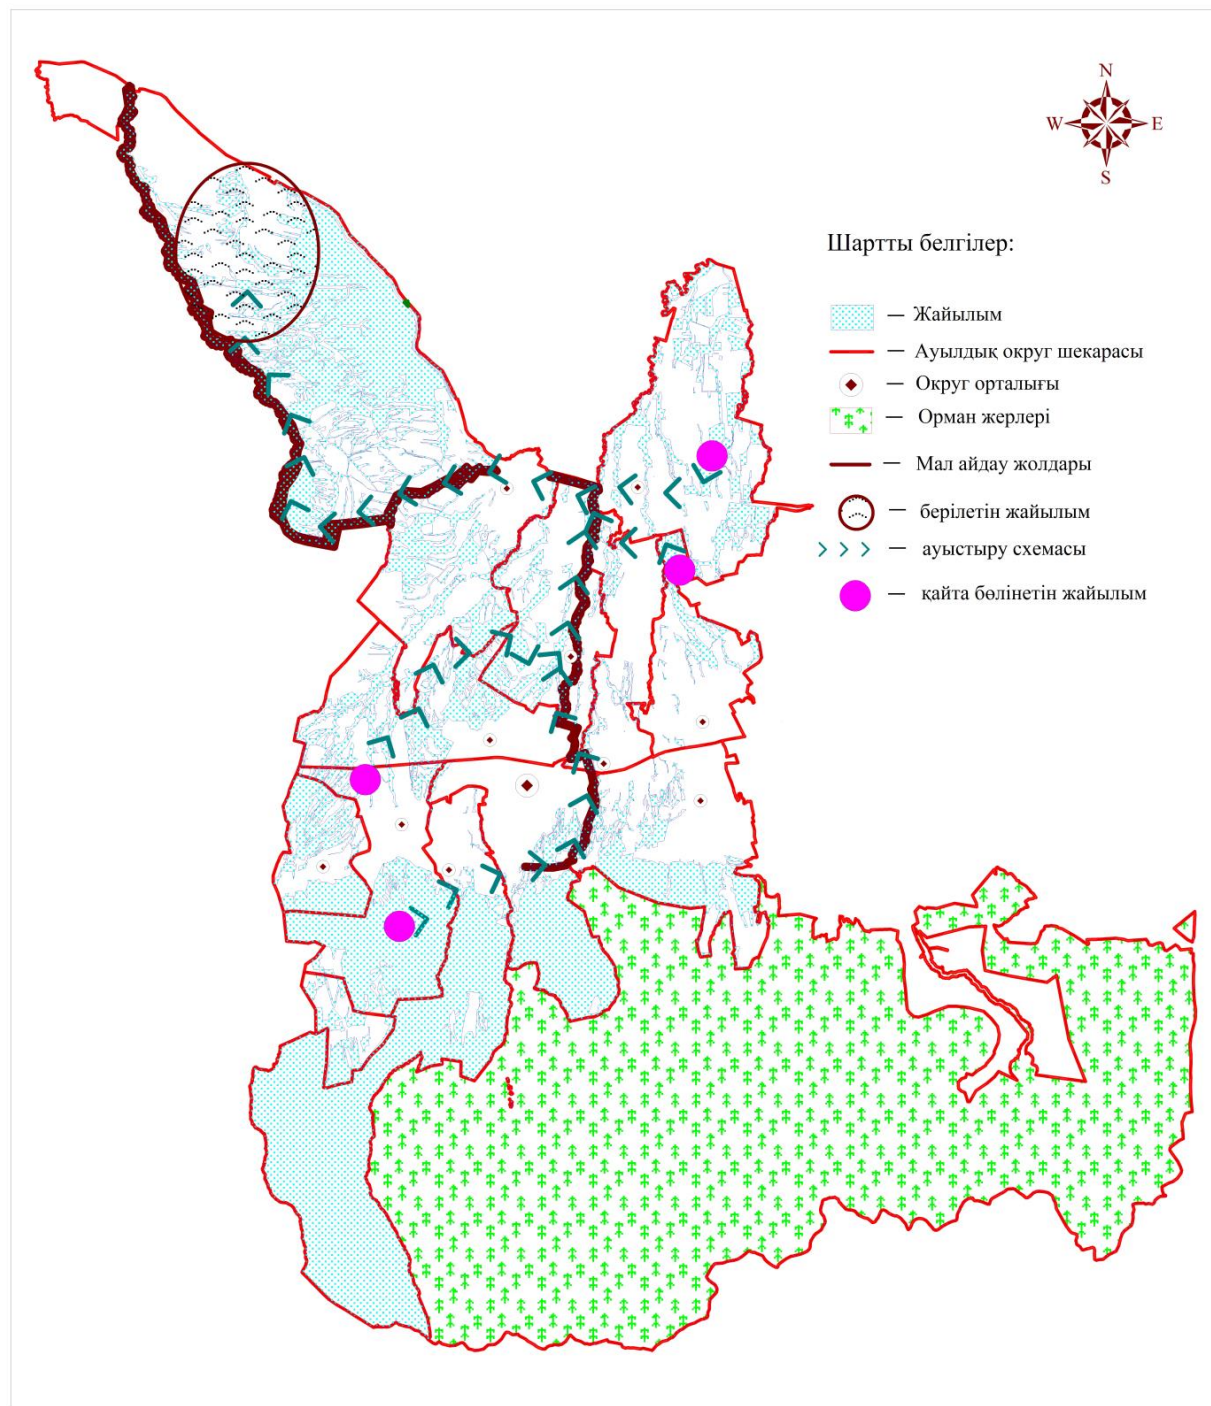 N
W E
S
Шартты белгілер:
— Жайылым
— Ауылдық округ шекарасы
— Округ орталығы
— Орман жерлері
— Мал айдау жолдары
— берілетін жайылым
— ауыстыру схемасы
— қайта бөлінетін жайылым